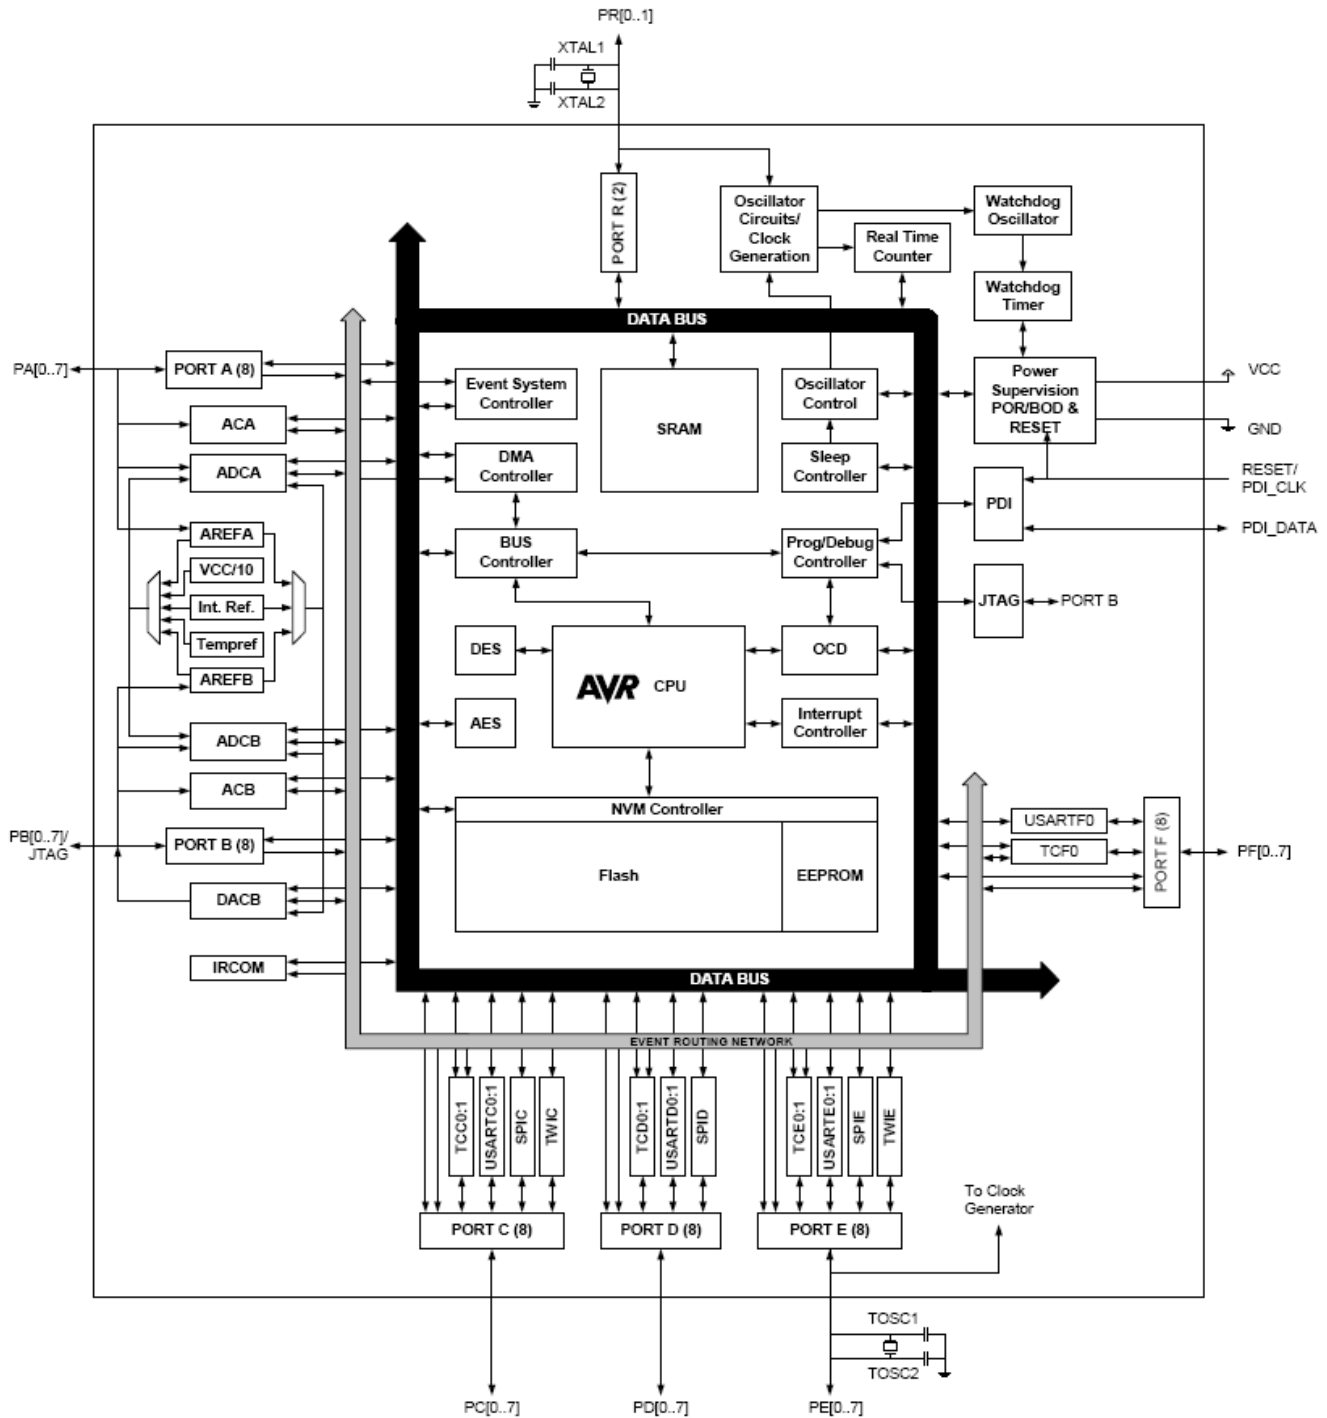 PR[0..1]
XTAL1
XTAL2
PORT R (2)
Oscillator
Circuits/
Clock
Generation
Watchdog
Oscillator
Real Time
Counter
Watchdog
Timer
DATA BUS
PA[0..7]
PORT A (8)
Event System
Controller
SRAM
Oscillator
Control
Power
Supervision
POR/BOD &
RESET
VCC
GND
ACA
ADCA
DMA
Controller
Sleep
Controller
PDI
RESET/
PDI_CLK
PDI_DATA
AREFA
VCC/10
Int. Ref.
Tempref
AREFB
BUS
Controller
Prog/Debug
Controller
JTAG
PORT B
DES
AVR CPU
OCD
AES
Interrupt
Controller
ADCB
ACB
NVM Controller
Flash
EEPROM
USARTF0
TCF0
PORT F (8)
PF[0..7]
PB[0..7]/
JTAG
PORT B (8)
DACB
IRCOM
DATA BUS
EVENT ROUTING NETWORK
TCC0:1
USARTC0:1
SPIC
TWIC
TCD0:1
USARTD0:1
SPID
TCE0:1
USARTE0:1
SPIE
TWIE
To Clock
Generator
PORT C (8)
PORT D (8)
PORT E (8)
TOSC1
TOSC2
PC[0..7]
PD[0..7]
PE[0..7]